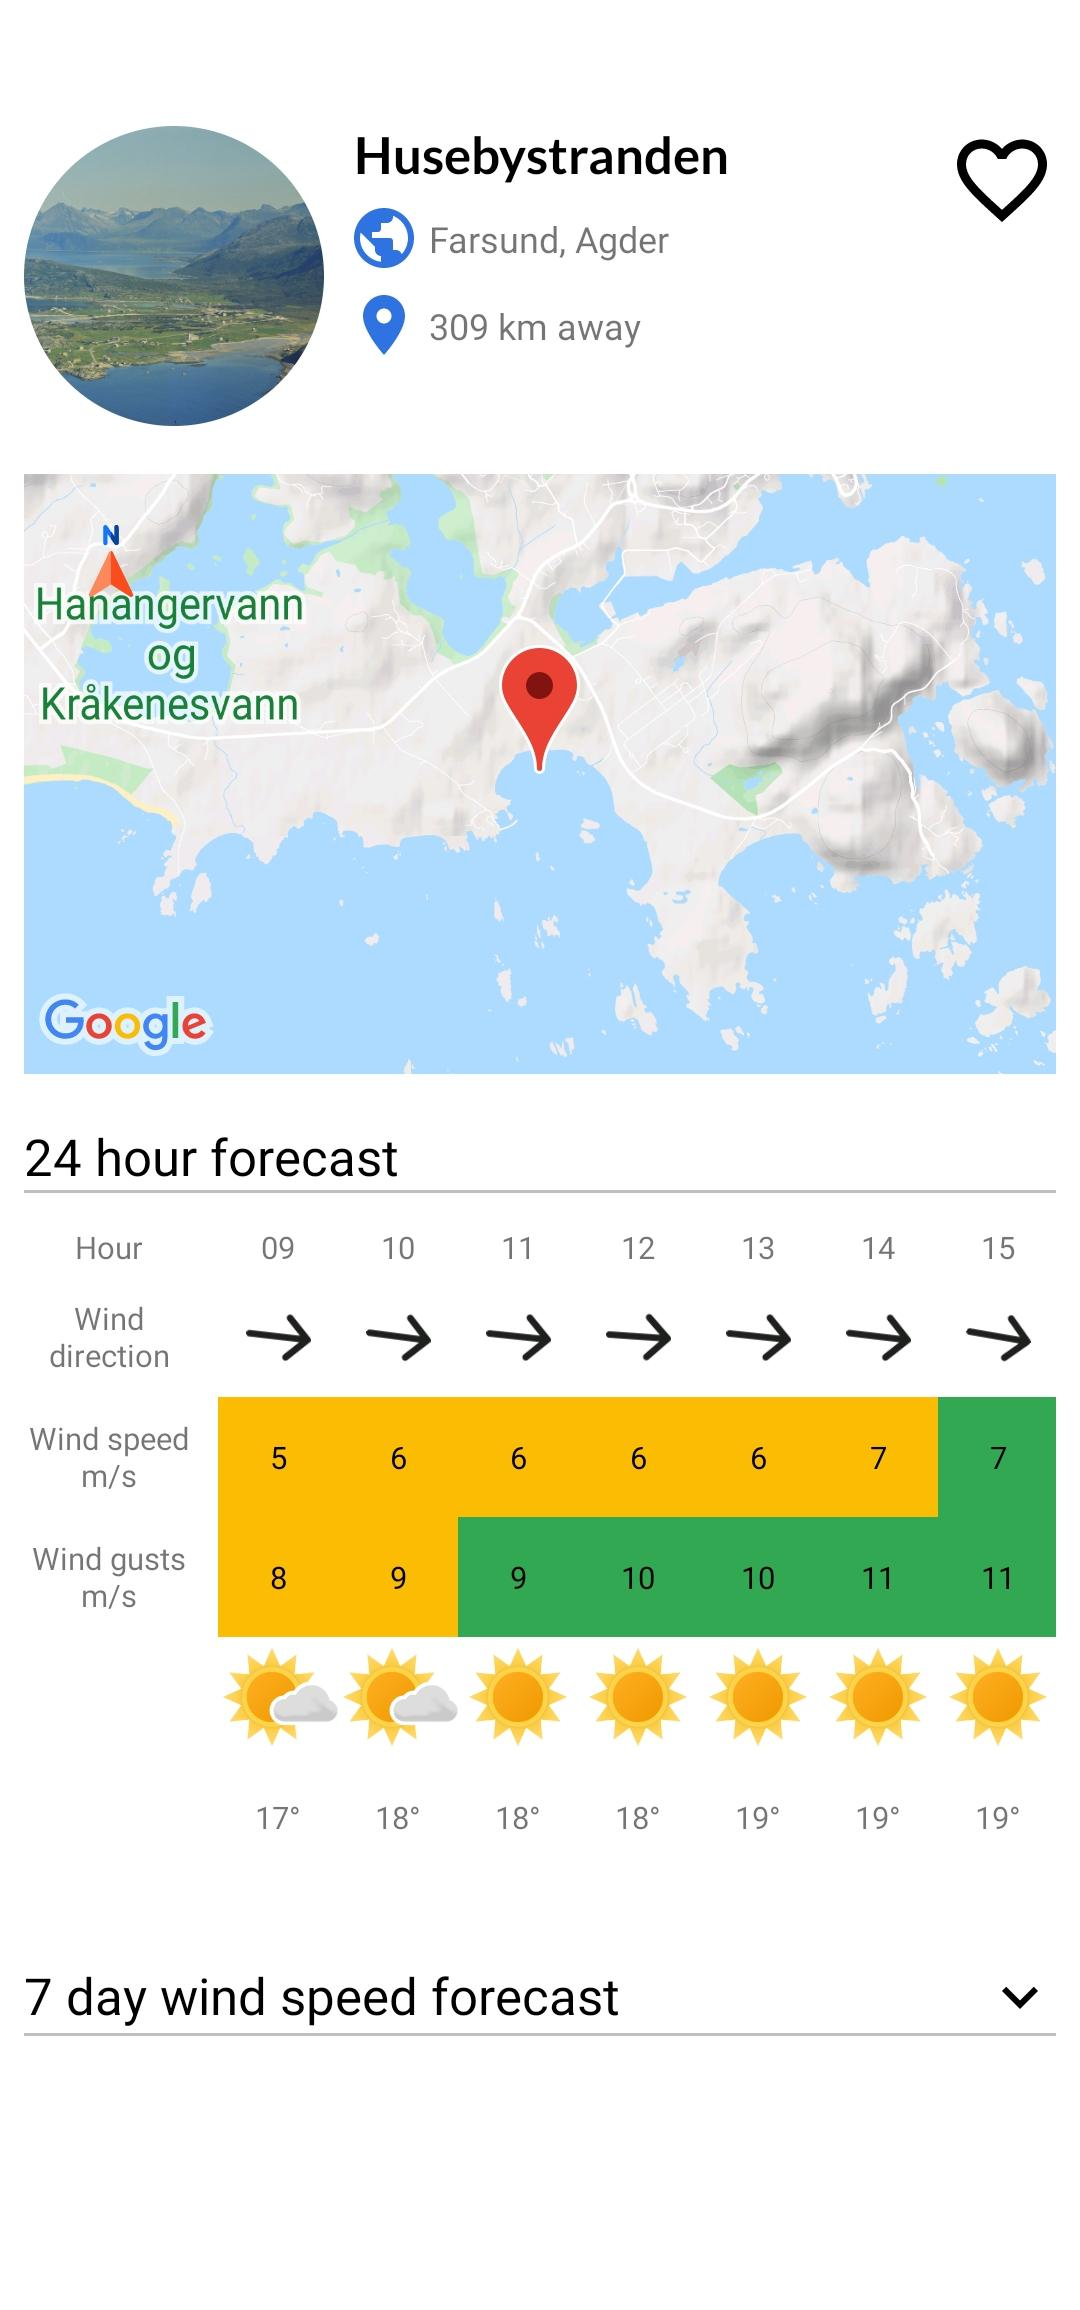 Husebystranden
Farsund, Agder
309 km away
N
Hanangervann
og
Kråkenesvann
Google
24 hour forecast
Hour 09 10 11 12 13 14 15
Wind
direction
Wind speed
m/s
5 6 6 6 6 7 7
Wind gusts
m/s
8 9 9 10 10 11 11
17° 18° 18° 18° 19° 19° 19°
7 day wind speed forecast